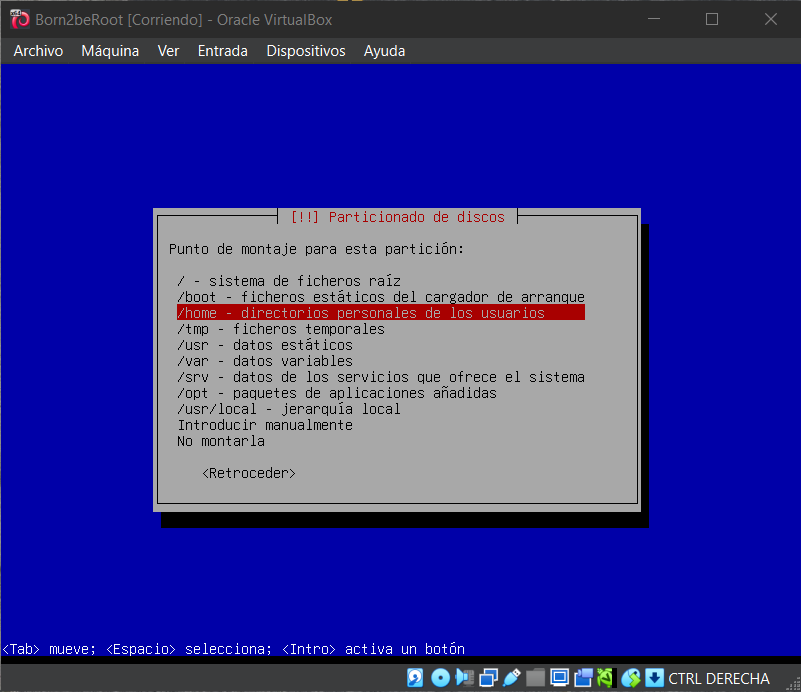 Born2beRoot [Corriendo] - Oracle VirtualBox
Archivo Máquina Ver Entrada Dispositivos Ayuda
[!!] Particionado de discos
Punto de montaje para esta partición:
/ - sistema de ficheros raíz
/boot - ficheros estáticos del cargador de arranque
/home - directorios personales de los usuarios
/tmp - ficheros temporales
/usr - datos estáticos
/var - datos variables
/srv - datos de los servicios que ofrece el sistema
/opt - paquetes de aplicaciones añadidas
/usr/local - jerarquía local
Introducir manualmente
No montarla
<Retroceder>
<Tab> mueve; <Espacio> selecciona; <Intro> activa un botón
CTRL DERECHA